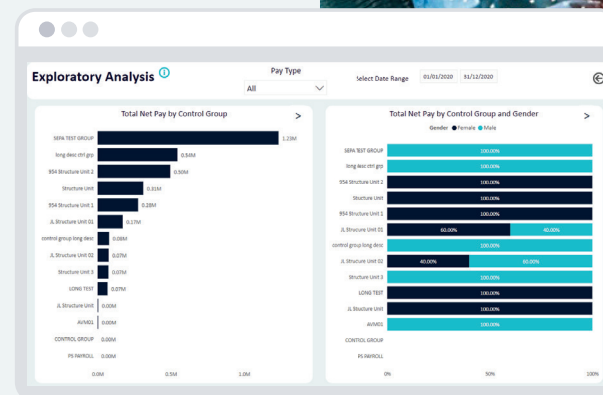 Exploratory Analysis
Pay Type
All
Select Date Range
01/01/2020 31/12/2020
Total Net Pay by Control Group
SEPA TEST GROUP 1.23M
long desc ctrl grp 0.54M
954 Structure Unit 2 0.50M
Structure Unit 0.31M
954 Structure Unit 1 0.28M
JL Structure Unit 01 0.17M
control group long desc 0.08M
JL Structure Unit 02 0.07M
Structure Unit 3 0.07M
LONG TEST 0.07M
JL Structure Unit 0.00M
AVM01 0.00M
CONTROL GROUP 0.00M
PS PAYROLL 0.00M
0.0M 0.5M 1.0M
Total Net Pay by Control Group and Gender
Gender Female Male
SEPA TEST GROUP 100.00%
long desc ctrl grp 100.00%
954 Structure Unit 2 100.00%
Structure Unit 100.00%
954 Structure Unit 1 100.00%
JL Structure Unit 01 60.00% 40.00%
control group long desc 100.00%
JL Structure Unit 02 40.00% 60.00%
Structure Unit 3 100.00%
LONG TEST 100.00%
JL Structure Unit 100.00%
AVM01 100.00%
CONTROL GROUP
PS PAYROLL
0% 50% 100%